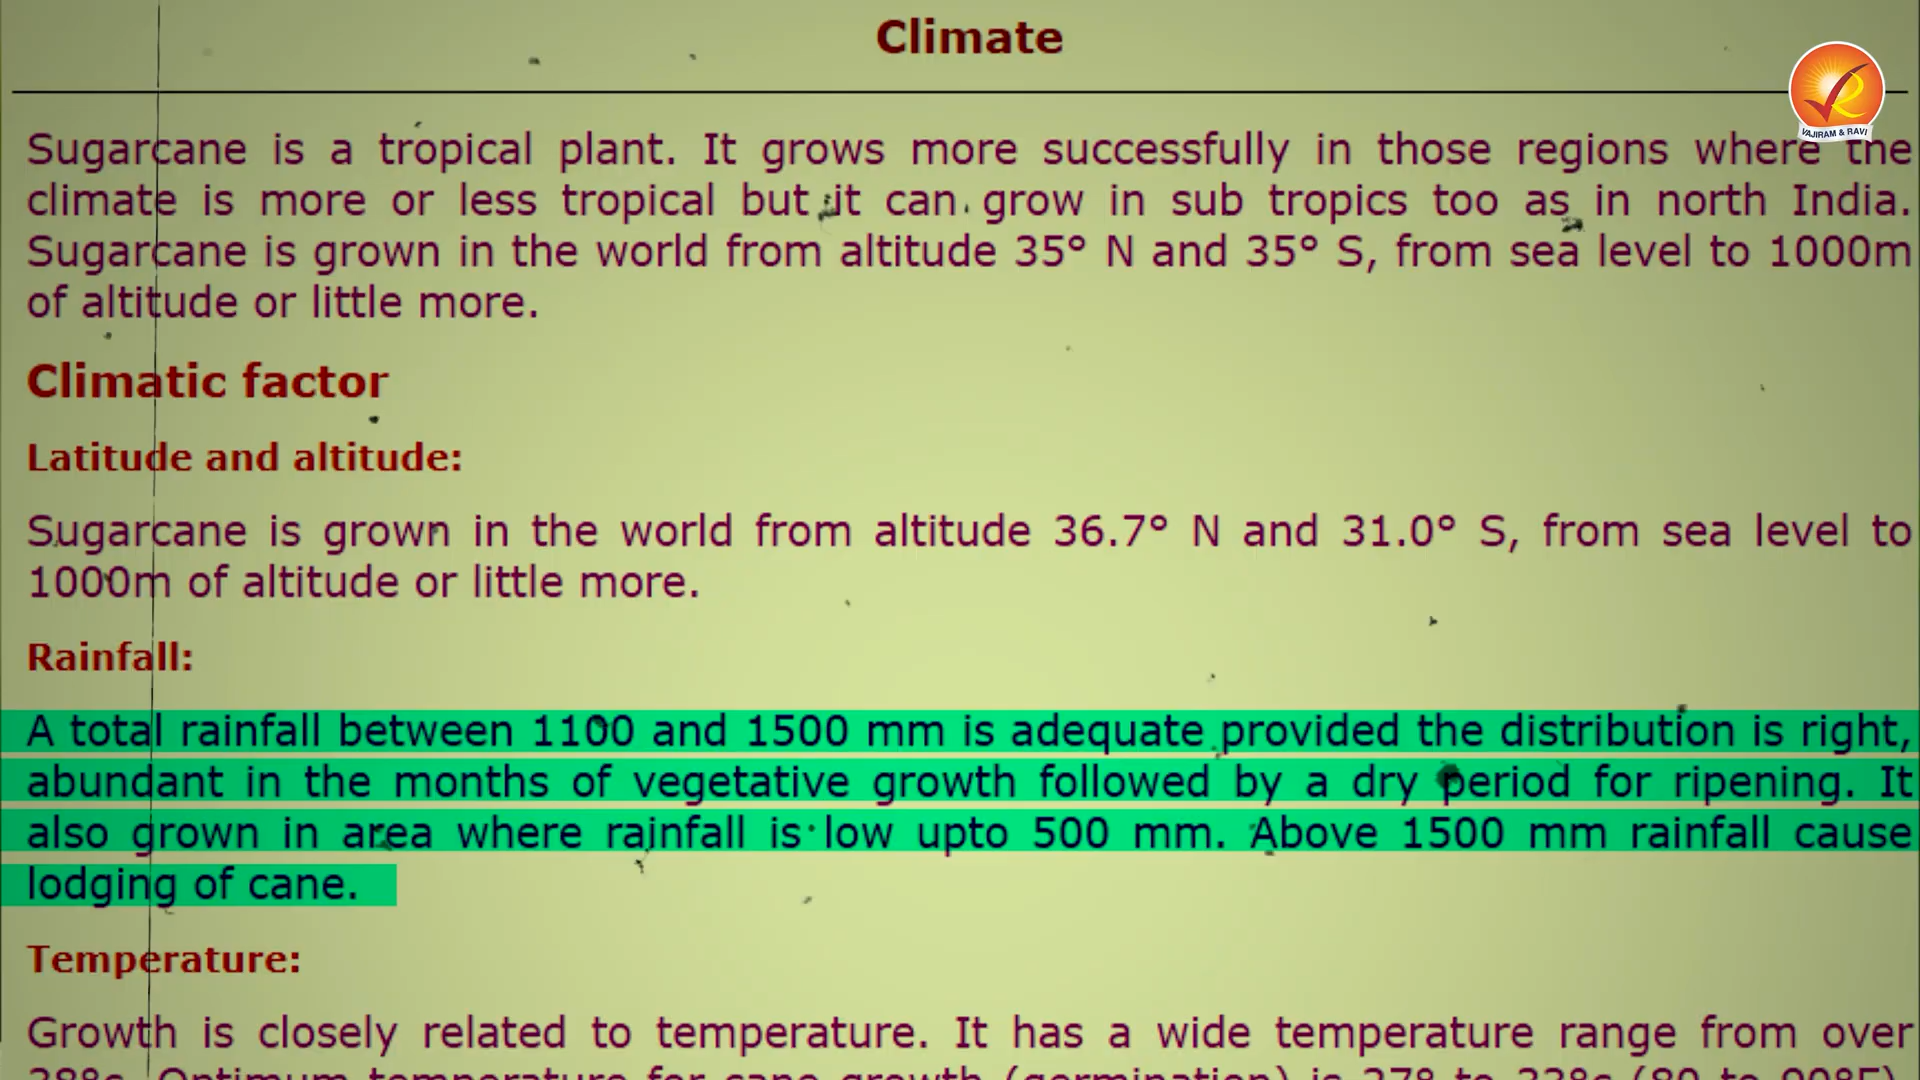 Climate
VAJIRAM & RAVI
Sugarcane is a tropical plant. It grows more successfully in those regions where the
climate is more or less tropical but it can grow in sub tropics too as in north India.
Sugarcane is grown in the world from altitude 35° N and 35° S, from sea level to 1000m
of altitude or little more.
Climatic factor
Latitude and altitude:
Sugarcane is grown in the world from altitude 36.7° N and 31.0° S, from sea level to
1000m of altitude or little more.
Rainfall:
A total rainfall between 1100 and 1500 mm is adequate provided the distribution is right,
abundant in the months of vegetative growth followed by a dry period for ripening. It
also grown in area where rainfall is low upto 500 mm. Above 1500 mm rainfall cause
lodging of cane.
Temperature:
Growth is closely related to temperature. It has a wide temperature range from over
Optimum temperature for cane growth (germination) is